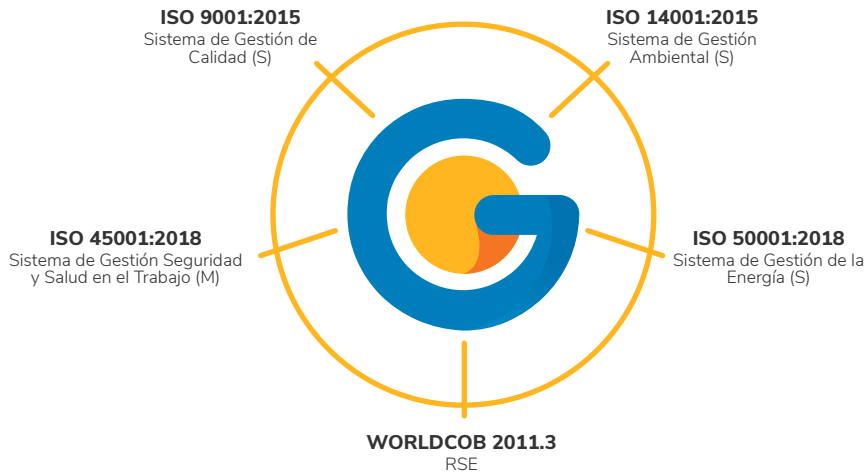 ISO 9001:2015
Sistema de Gestión de
Calidad (S)
ISO 14001:2015
Sistema de Gestión
Ambiental (S)
ISO 45001:2018
Sistema de Gestión Seguridad
y Salud en el Trabajo (M)
ISO 50001:2018
Sistema de Gestión de la
Energía (S)
WORLDCOB 2011.3
RSE